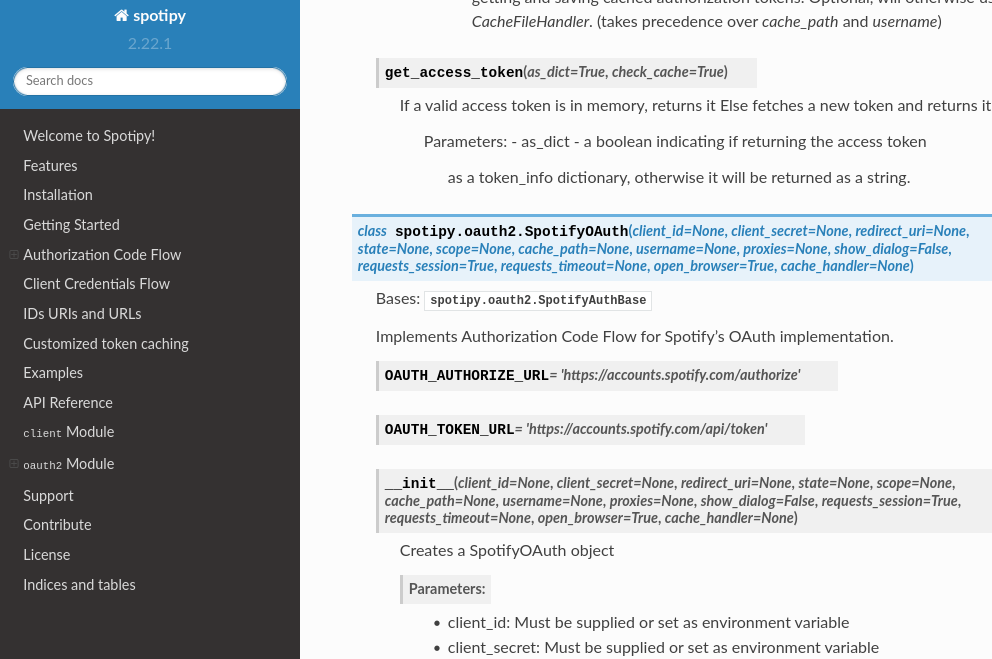 spotipy
2.22.1
Search docs
Welcome to Spotipy!
Features
Installation
Getting Started
Authorization Code Flow
Client Credentials Flow
IDs URIs and URLs
Customized token caching
Examples
API Reference
client Module
oauth2 Module
Support
Contribute
License
Indices and tables
CacheFileHandler. (takes precedence over cache_path and username)
get_access_token(as_dict=True, check_cache=True)
If a valid access token is in memory, returns it Else fetches a new token and returns it
Parameters: - as_dict - a boolean indicating if returning the access token
as a token_info dictionary, otherwise it will be returned as a string.
class spotipy.oauth2.SpotifyOAuth(client_id=None, client_secret=None, redirect_uri=None,
state=None, scope=None, cache_path=None, username=None, proxies=None, show_dialog=False,
requests_session=True, requests_timeout=None, open_browser=True, cache_handler=None)
Bases: spotipy.oauth2.SpotifyAuthBase
Implements Authorization Code Flow for Spotify’s OAuth implementation.
OAUTH_AUTHORIZE_URL= 'https://accounts.spotify.com/authorize'
OAUTH_TOKEN_URL= 'https://accounts.spotify.com/api/token'
__init__(client_id=None, client_secret=None, redirect_uri=None, state=None, scope=None,
cache_path=None, username=None, proxies=None, show_dialog=False, requests_session=True,
requests_timeout=None, open_browser=True, cache_handler=None)
Creates a SpotifyOAuth object
Parameters:
• client_id: Must be supplied or set as environment variable
• client_secret: Must be supplied or set as environment variable